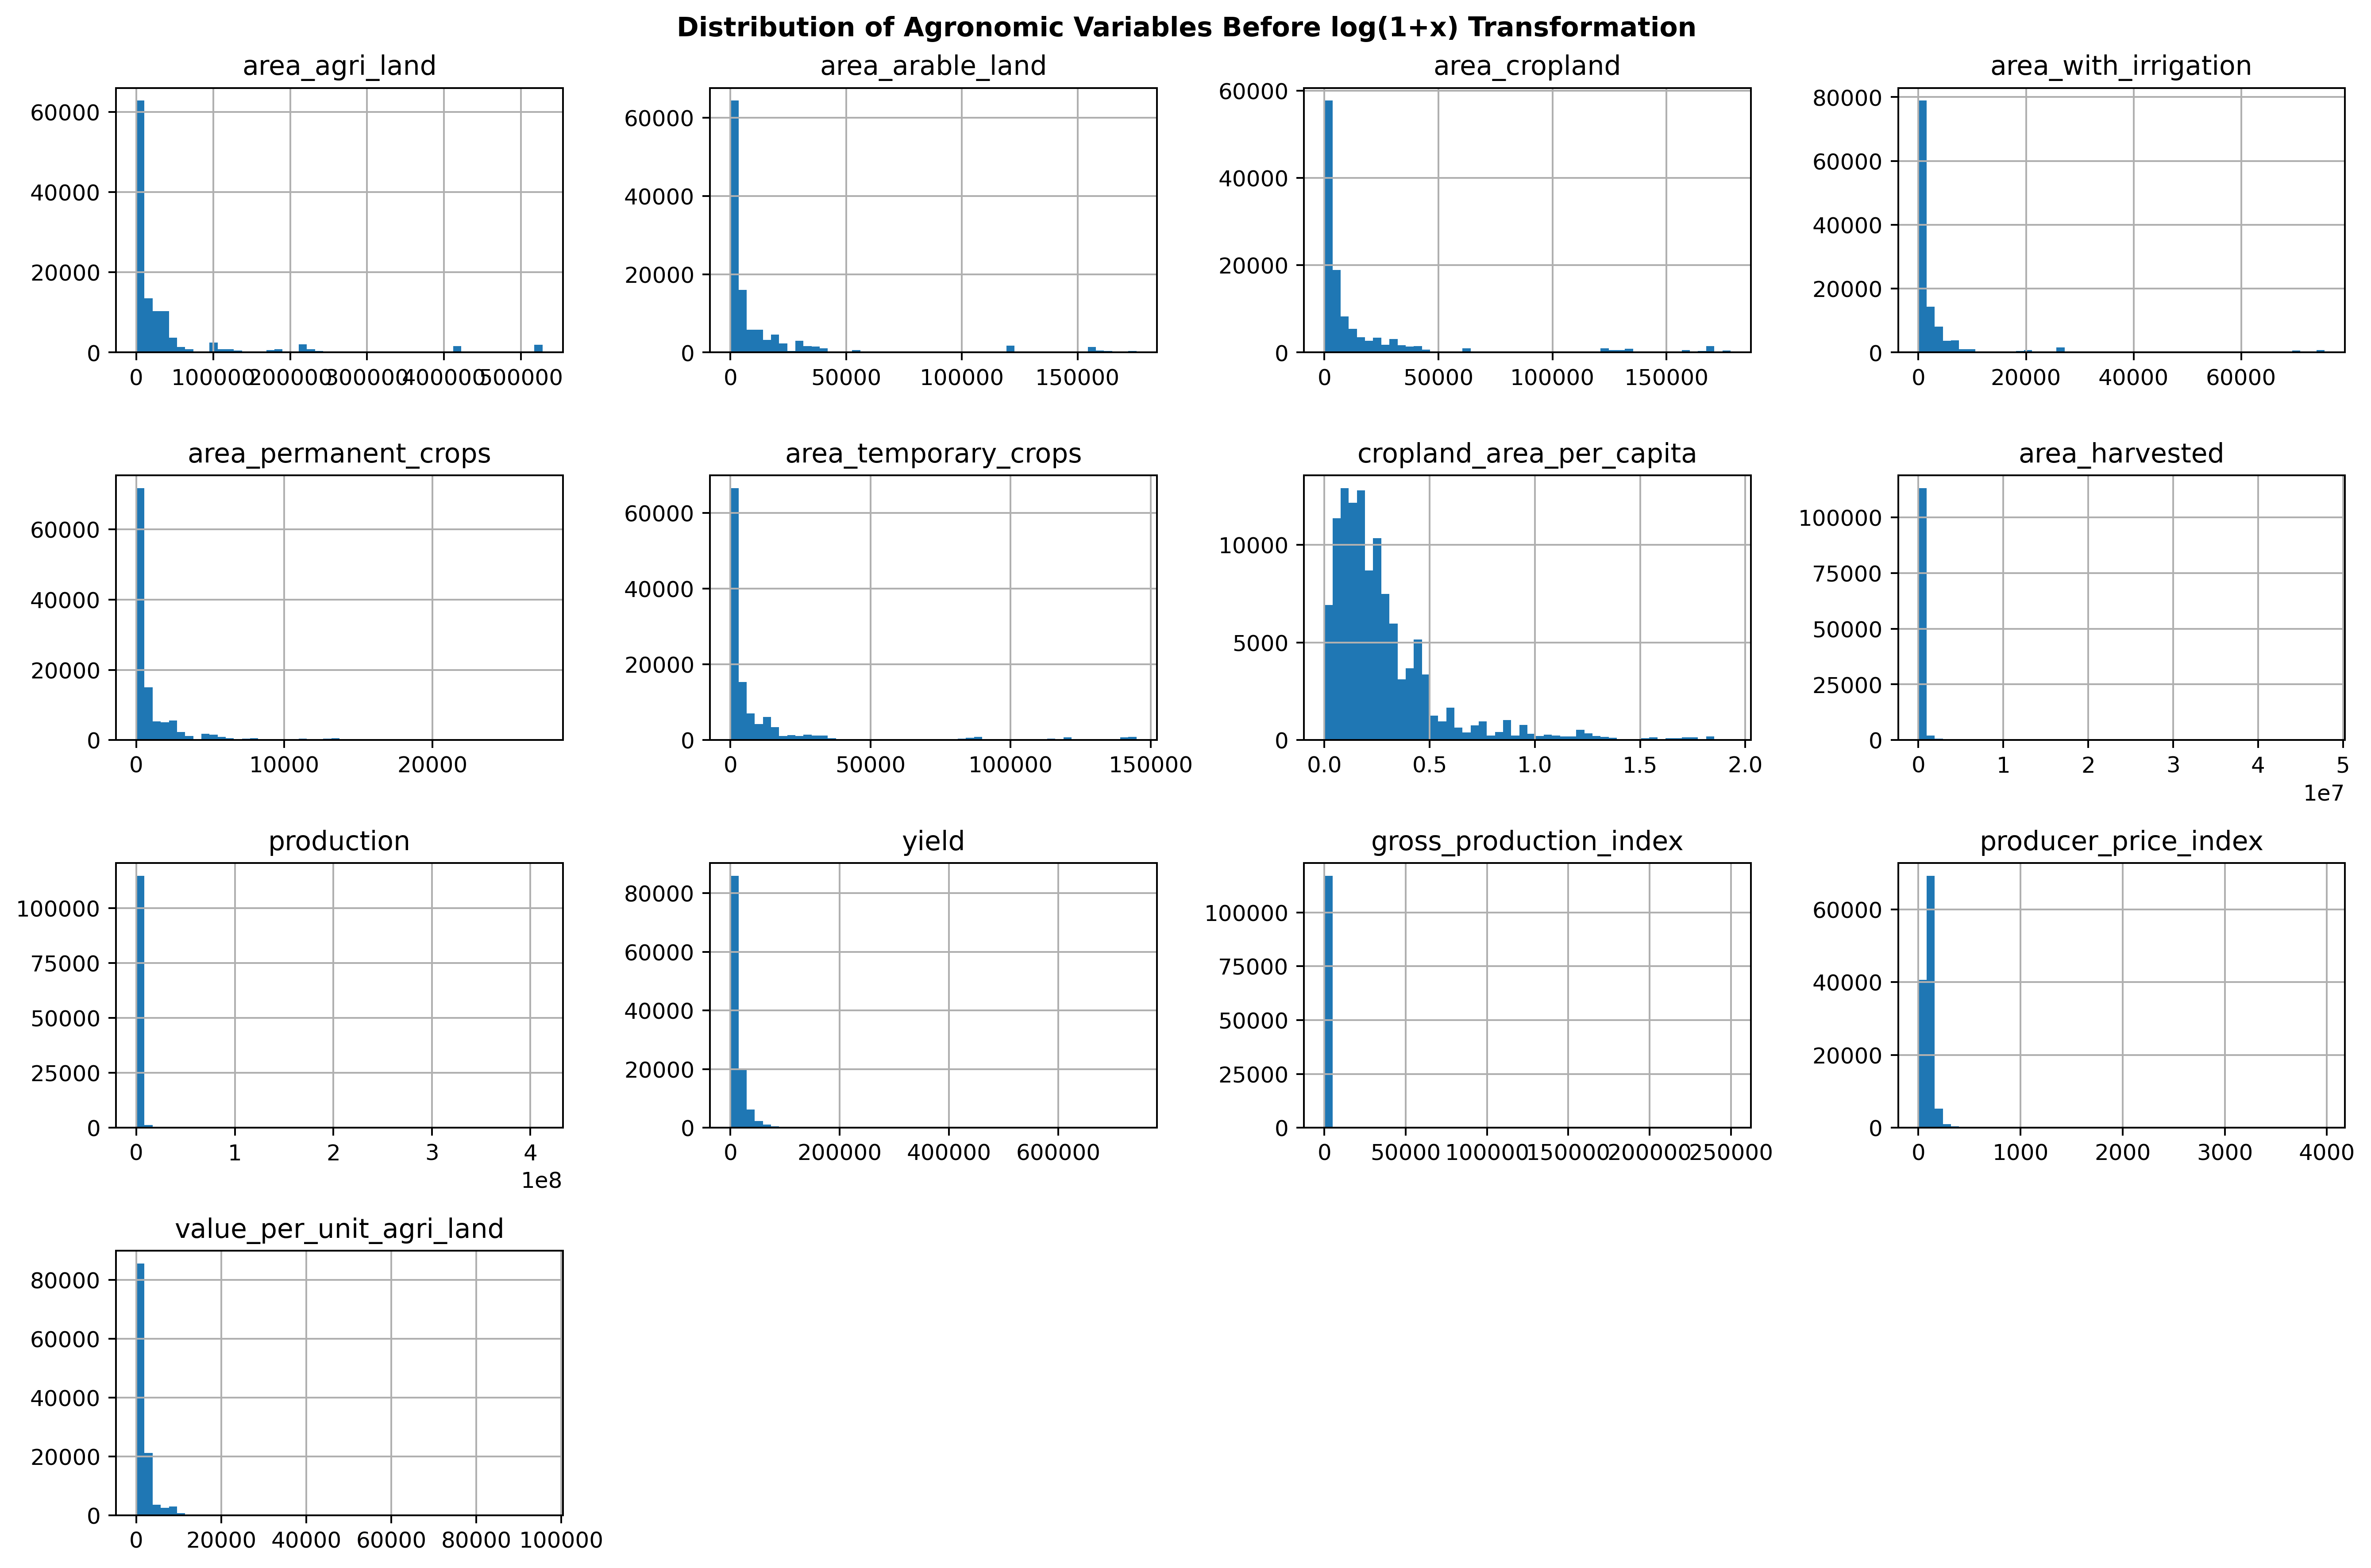 Distribution of Agronomic Variables Before log(1+x) Transformation
area_agri_land
60000
40000
20000
0
0 100000 200000 300000 400000 500000
area_arable_land
60000
40000
20000
0
0 50000 100000 150000
area_cropland
60000
40000
20000
0
0 50000 100000 150000
area_with_irrigation
80000
60000
40000
20000
0
0 20000 40000 60000
area_permanent_crops
60000
40000
20000
0
0 10000 20000
area_temporary_crops
60000
40000
20000
0
0 50000 100000 150000
cropland_area_per_capita
10000
5000
0
0.0 0.5 1.0 1.5 2.0
area_harvested
100000
75000
50000
25000
0
0 1 2 3 4 5
1e7
production
100000
75000
50000
25000
0
0 1 2 3 4
1e8
yield
80000
60000
40000
20000
0
0 200000 400000 600000
gross_production_index
100000
75000
50000
25000
0
0 50000 100000 150000 200000 250000
producer_price_index
60000
40000
20000
0
0 1000 2000 3000 4000
value_per_unit_agri_land
80000
60000
40000
20000
0
0 20000 40000 60000 80000 100000